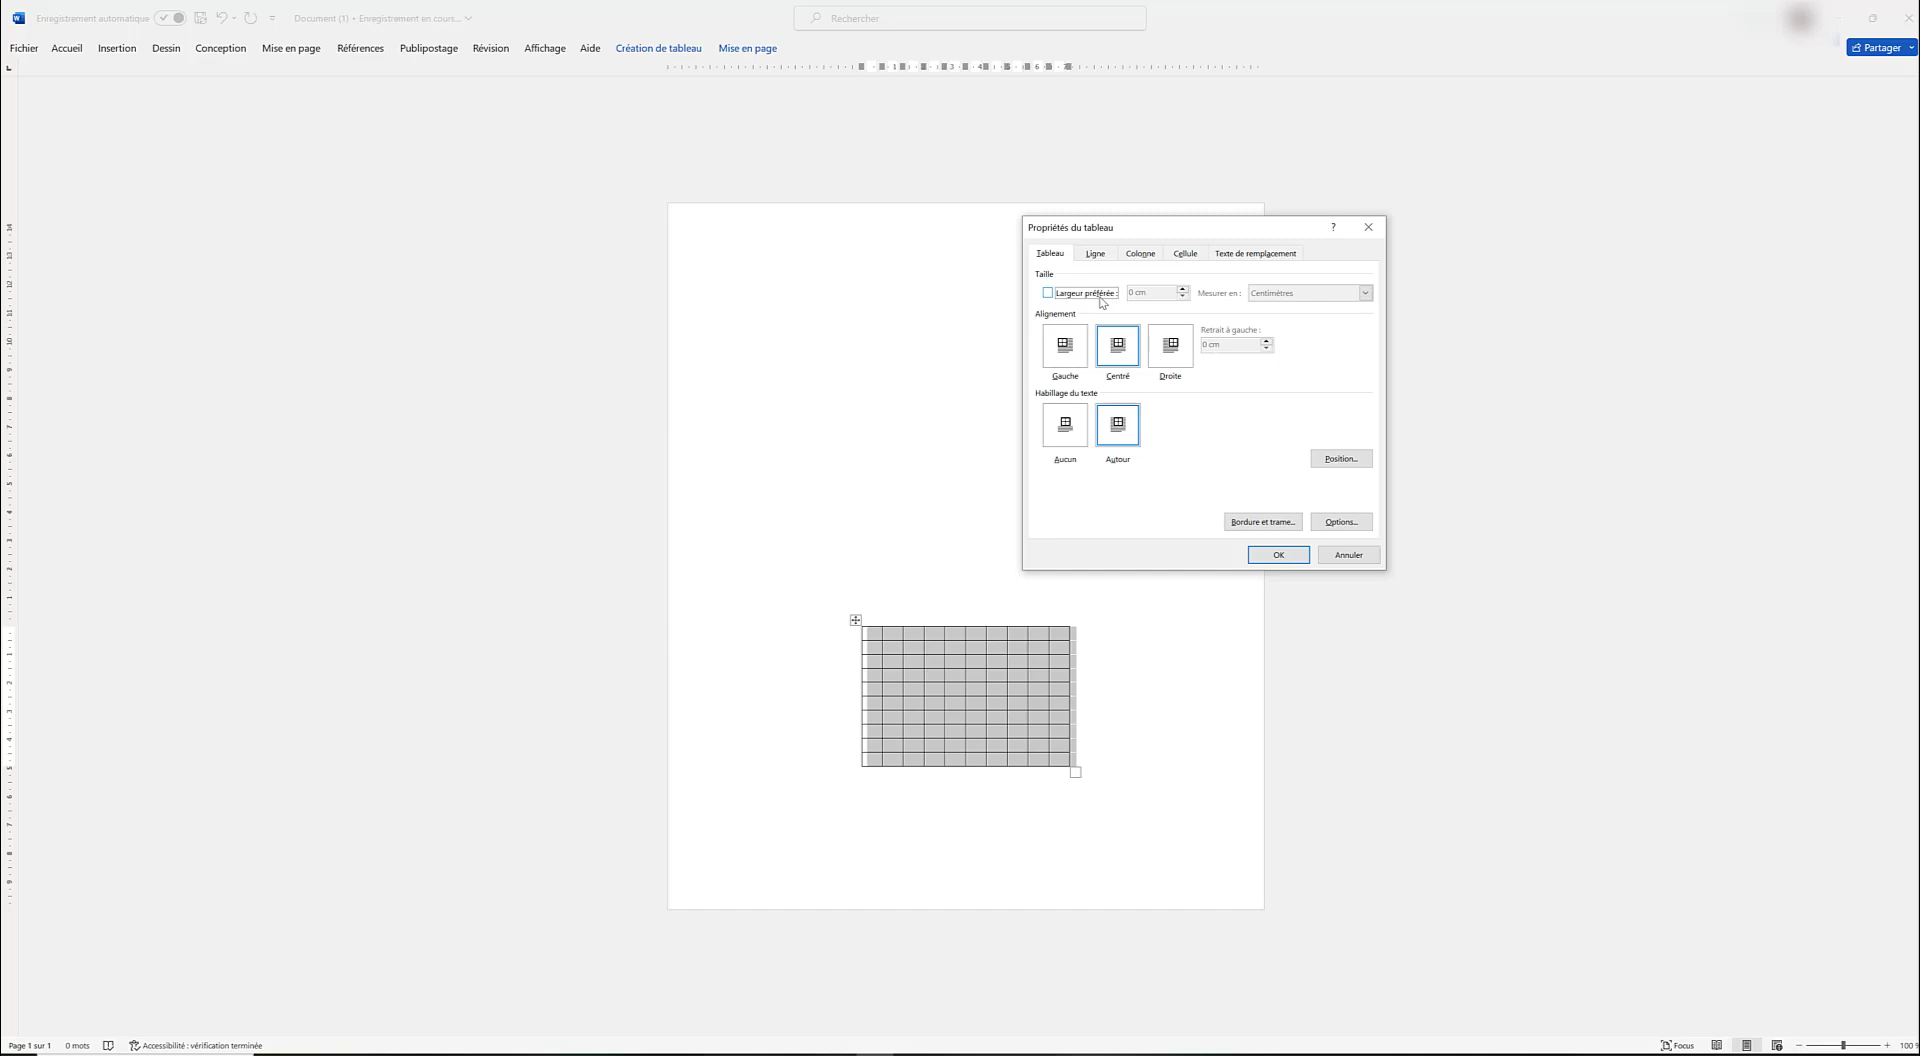 Enregistrement automatique
Document (1) • Enregistrement en cours...
Rechercher
Fichier Accueil Insertion Dessin Conception Mise en page Références Publipostage Révision Affichage Aide Création de tableau Mise en page
Partager
Propriétés du tableau
Tableau Ligne Colonne Cellule Texte de remplacement
Taille
Largeur préférée : 0 cm Mesurer en : Centimètres
Alignement
Retrait à gauche :
0 cm
Gauche Centré Droite
Habillage du texte
Aucun Autour
Position...
Bordure et trame... Options...
OK Annuler
Page 1 sur 1 0 mots Accessibilité : vérification terminée
Focus
100 %